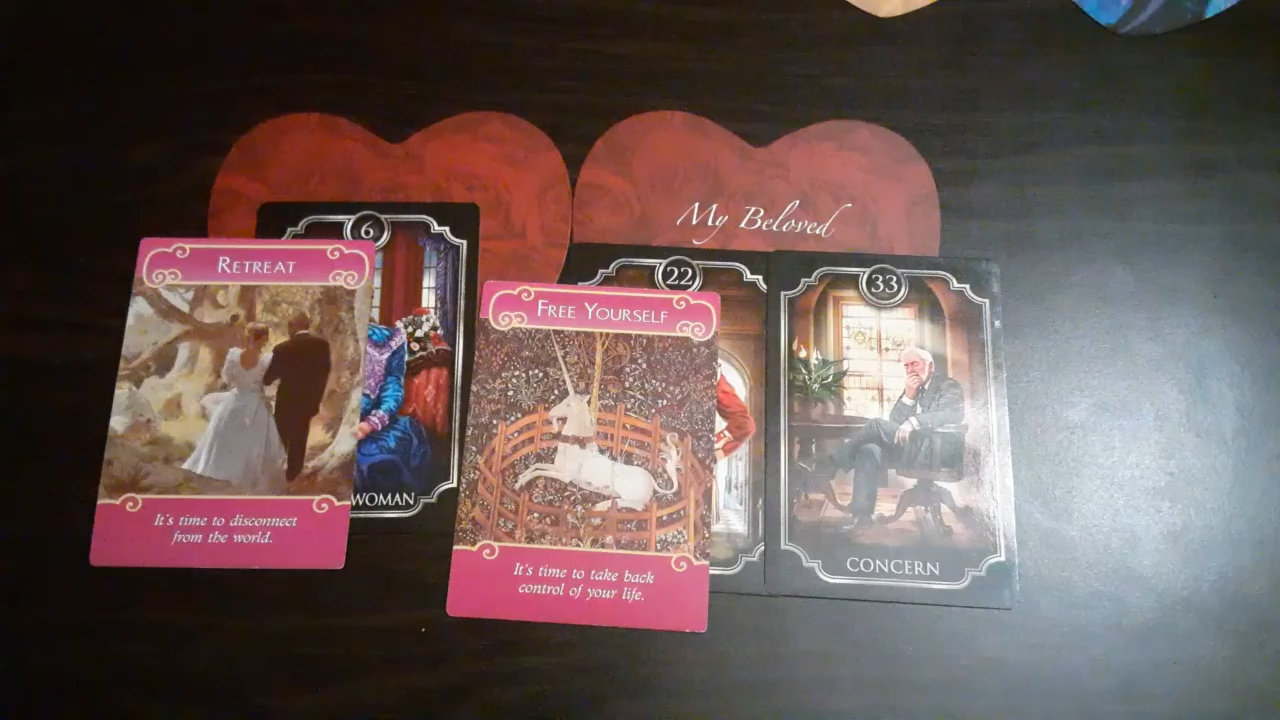 My Beloved
6
RETREAT
WOMAN
It's time to disconnect
from the world.
22
FREE YOURSELF
It's time to take back
control of your life.
33
CONCERN